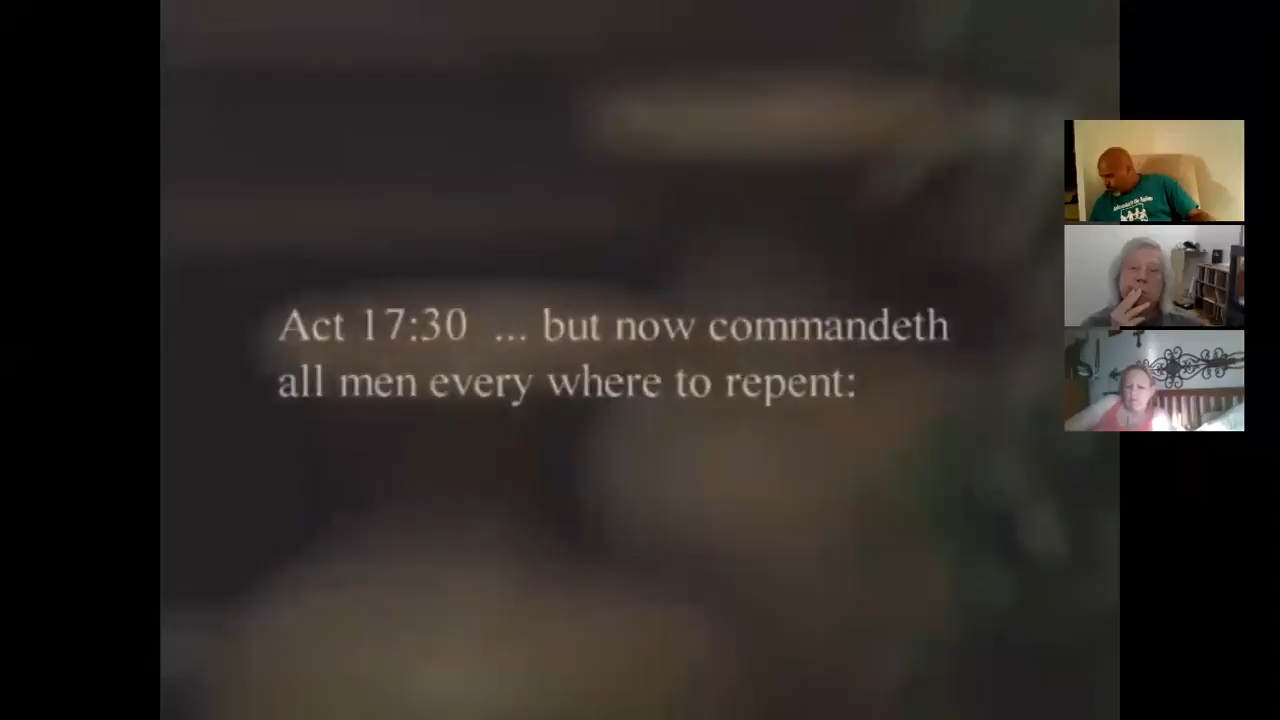 Act 17:30 ... but now commandeth
all men every where to repent: